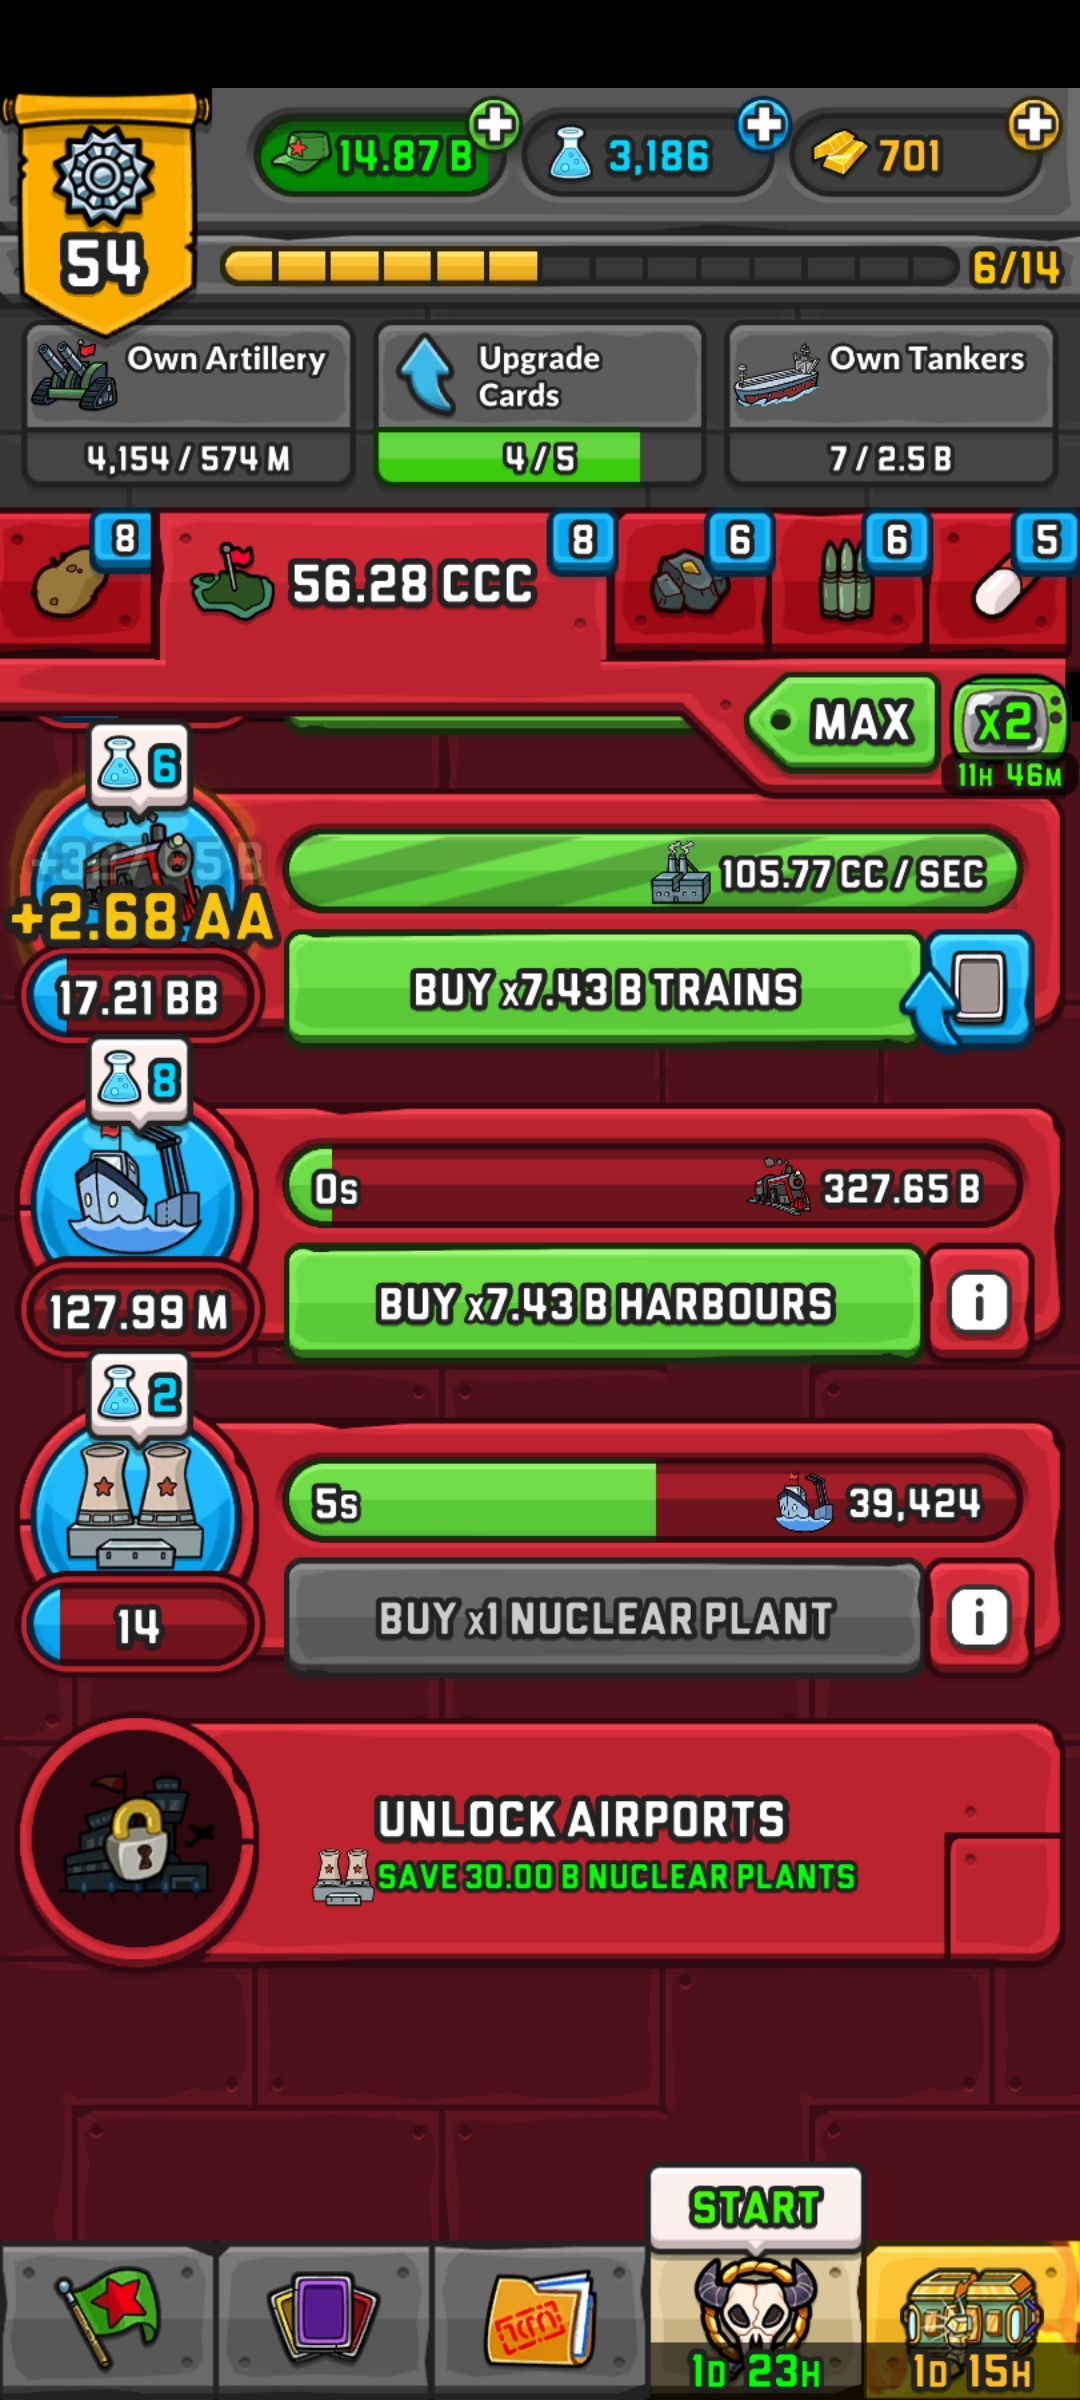 14.87 B
3,186
701
54
6/14
Own Artillery
4,154 / 574 M
Upgrade
Cards
4 / 5
Own Tankers
7 / 2.5 B
8
56.28 CCC
8
6
6
5
MAX
x2
11H 46M
6
105.77 CC / SEC
+2.68 AA
17.21 BB
BUY x7.43 B TRAINS
8
0s
327.65 B
127.99 M
BUY x7.43 B HARBOURS
i
2
5s
39,424
14
BUY x1 NUCLEAR PLANT
i
UNLOCK AIRPORTS
SAVE 30.00 B NUCLEAR PLANTS
START
1D 23H
1D 15H